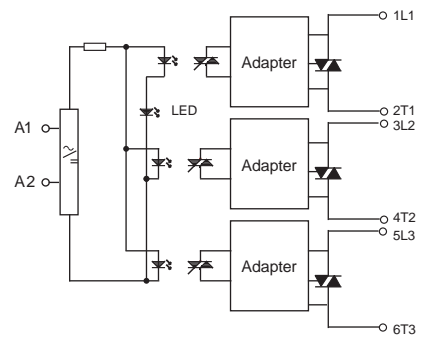 1L1
Adapter
LED
2T1
A1
3L2
Adapter
A2
4T2
5L3
Adapter
6T3